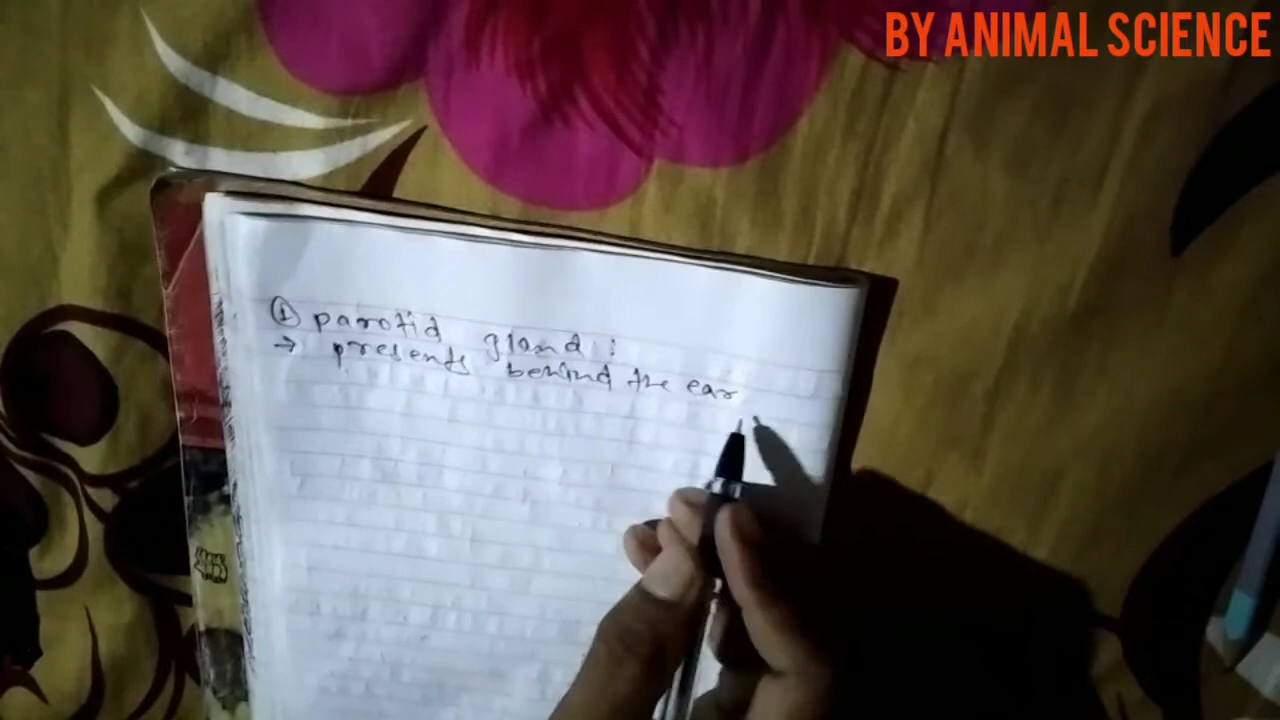 BY ANIMAL SCIENCE
① parotid gland :
→ presents behind the ear